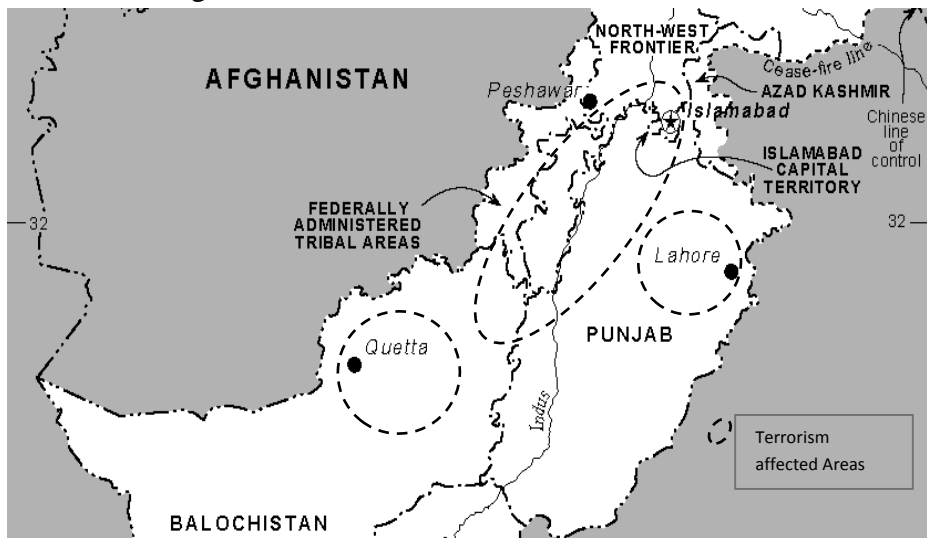 NORTH-WEST
FRONTIER
AFGHANISTAN
Cease-fire line
Peshawar
AZAD KASHMIR
Islamabad
Chinese
line
of
control
ISLAMABAD
CAPITAL
TERRITORY
FEDERALLY
ADMINISTERED
TRIBAL AREAS
32
32
Lahore
PUNJAB
Quetta
Indus
Terrorism
affected Areas
BALOCHISTAN